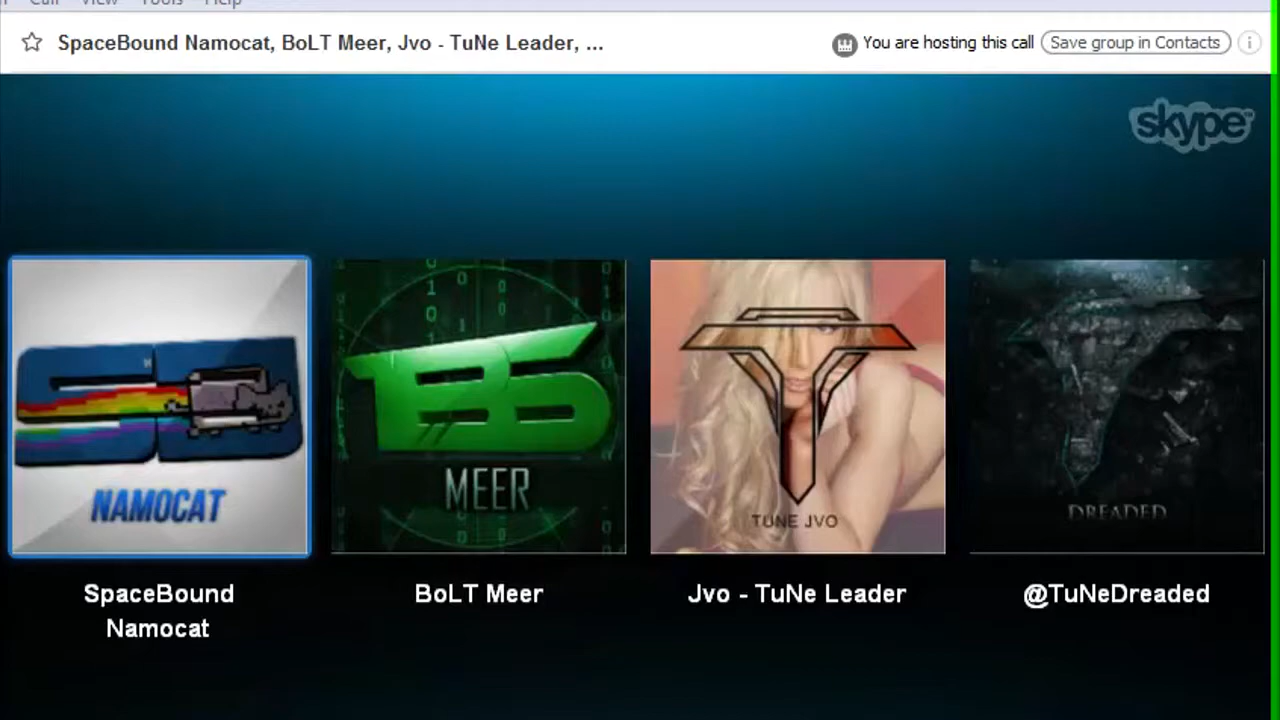 Call View Tools Help
SpaceBound Namocat, BoLT Meer, Jvo - TuNe Leader, ...
You are hosting this call
Save group in Contacts
skype
NAMOCAT
MEER
TUNE JVO
DREADED
SpaceBound
Namocat
BoLT Meer
Jvo - TuNe Leader
@TuNeDreaded